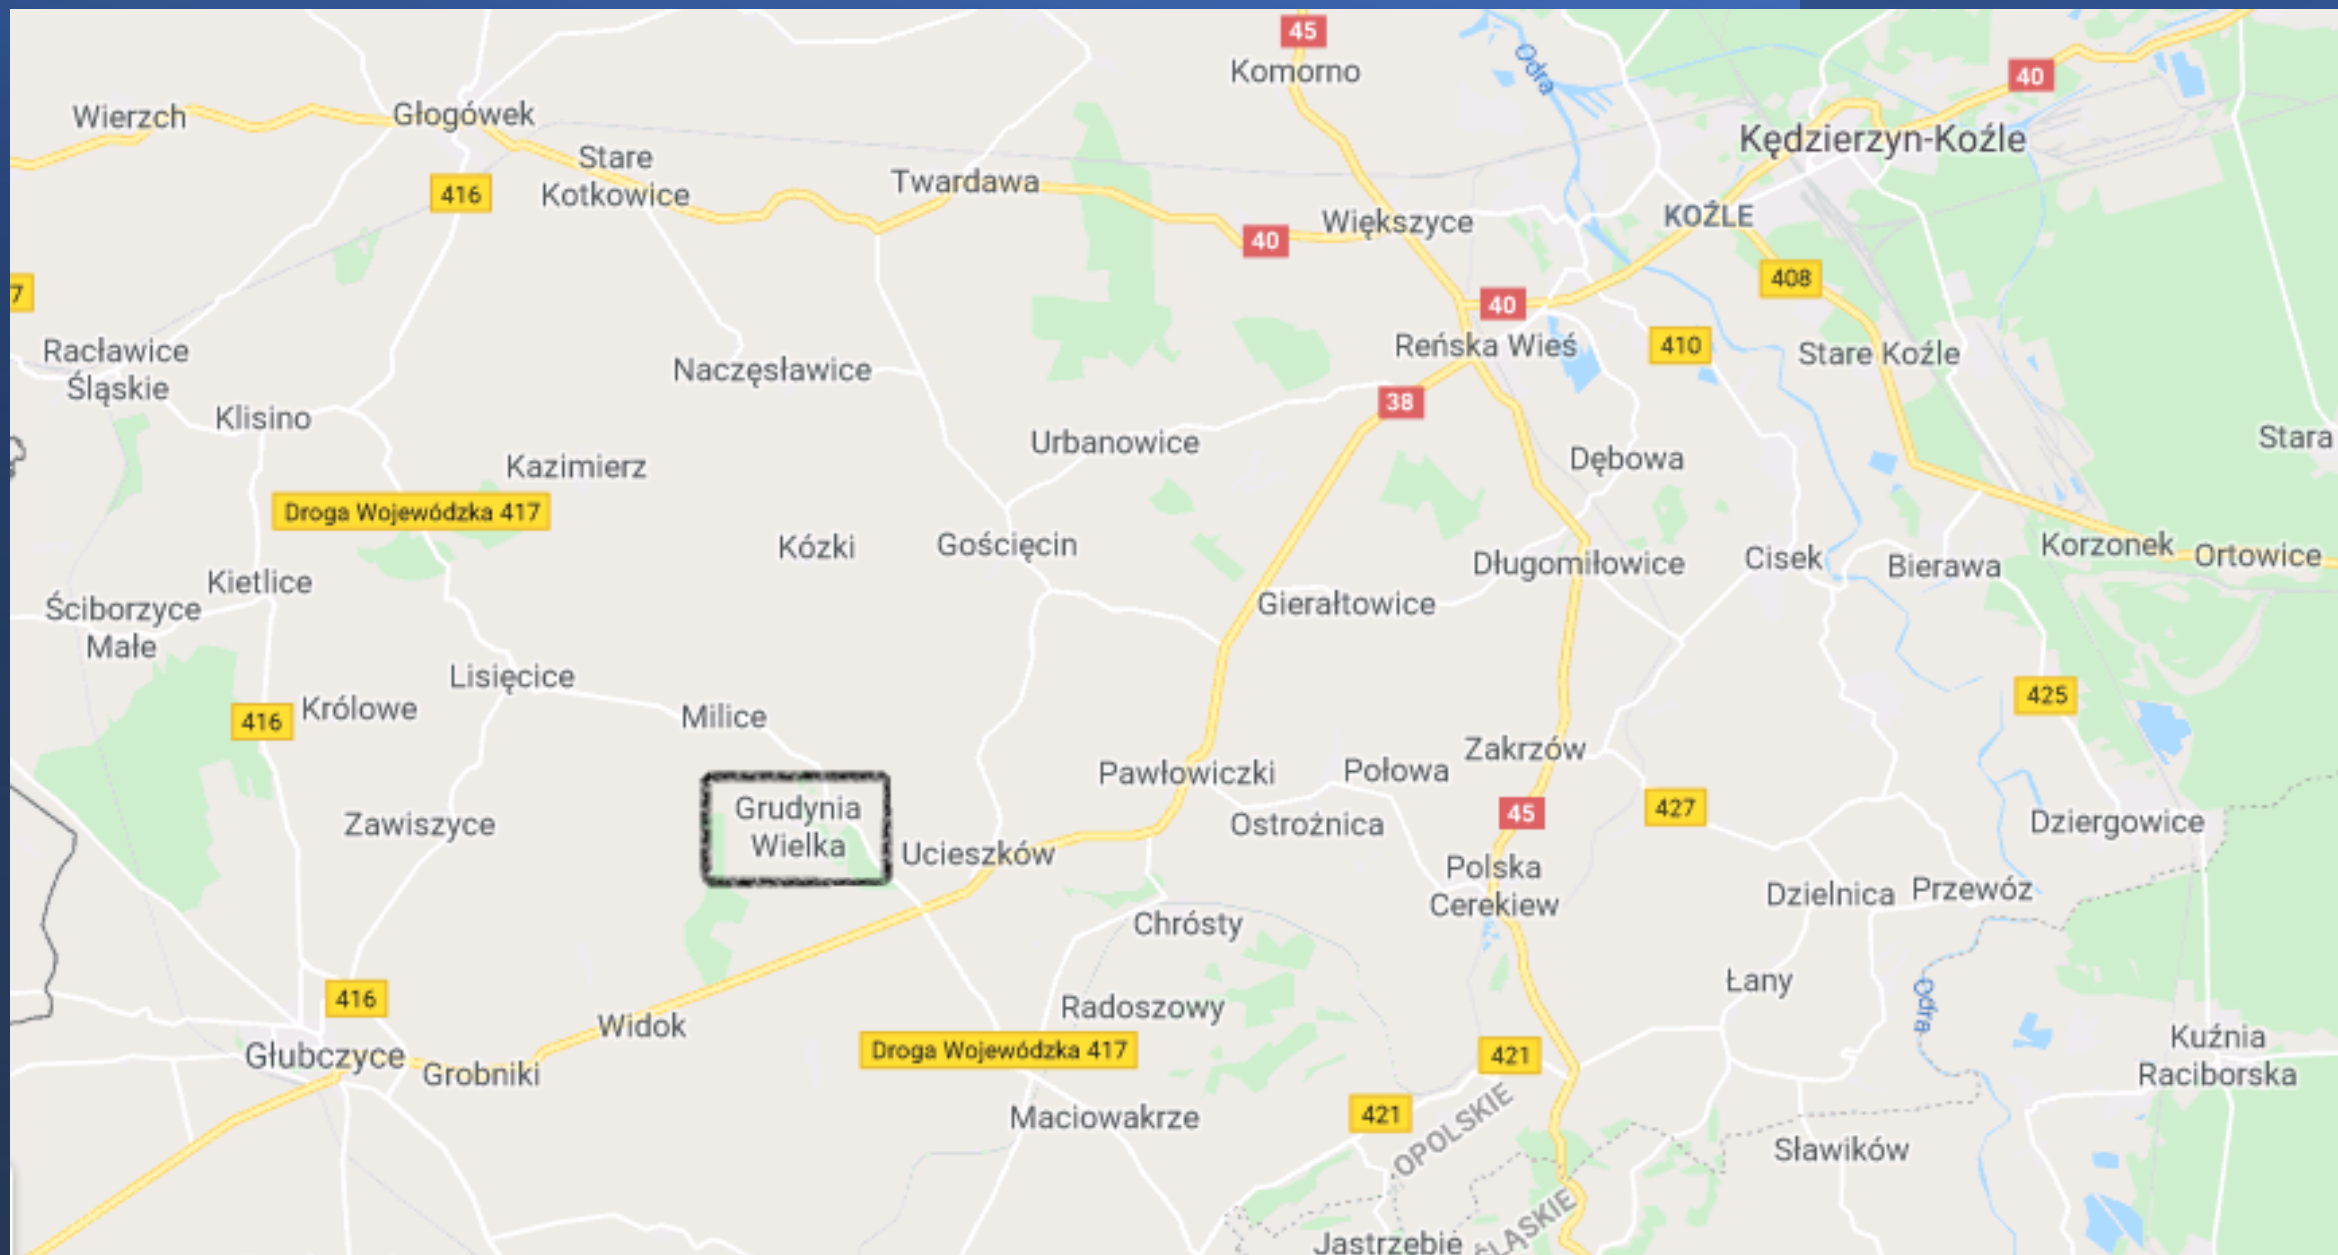 45
Komorno
Odra
40
Wierzch
Głogówek
Kędzierzyn-Koźle
Stare
Kotkowice
416
Twardawa
Większyce
KOŹLE
40
408
7
40
Racławice
Śląskie
Reńska Wieś
410
Stare Koźle
Naczęsławice
38
Klisino
Urbanowice
Stara
Kazimierz
Dębowa
Droga Wojewódzka 417
Kózki
Gościęcin
Długomiłowice
Cisek
Bierawa
Korzonek
Ortowice
Kietlice
Ściborzyce
Małe
Gierałtowice
Lisięcice
425
416
Królowe
Milice
Zakrzów
Pawłowiczki
Połowa
Grudynia
Wielka
45
427
Zawiszyce
Ostrożnica
Dziergowice
Ucieszków
Polska
Cerekiew
Dzielnica
Przewóz
Chrósty
Łany
416
Radoszowy
Odra
Widok
Droga Wojewódzka 417
421
Kuźnia
Raciborska
Głubczyce
Grobniki
Maciowakrze
421
OPOLSKIE
Sławików
ŚLĄSKIE
Jastrzębie